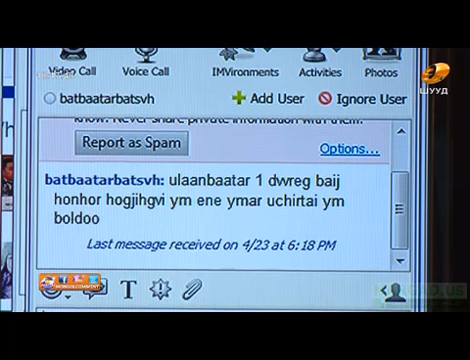 Video Call
Voice Call
IMVironments
Activities
Photos
ШУУД
batbaatarbatsvh
Add User
Ignore User
know. Never share private information with them.
Report as Spam
Options...
batbaatarbatsvh: ulaanbaatar 1 dvvreg baij
honhor hogjihgvi ym ene ymar uchirtai ym
boldoo
Last message received on 4/23 at 6:18 PM
T